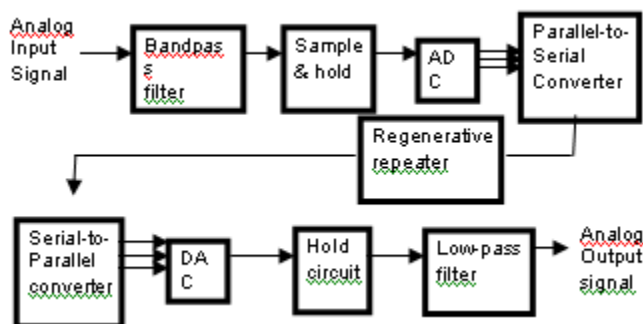 Analog
Input
Signal
Bandpas
s
filter
Sample
& hold
AD
C
Parallel-to-
Serial
Converter
Regenerative
repeater
Serial-to-
Parallel
converter
DA
C
Hold
circuit
Low-pass
filter
Analog
Output
signal